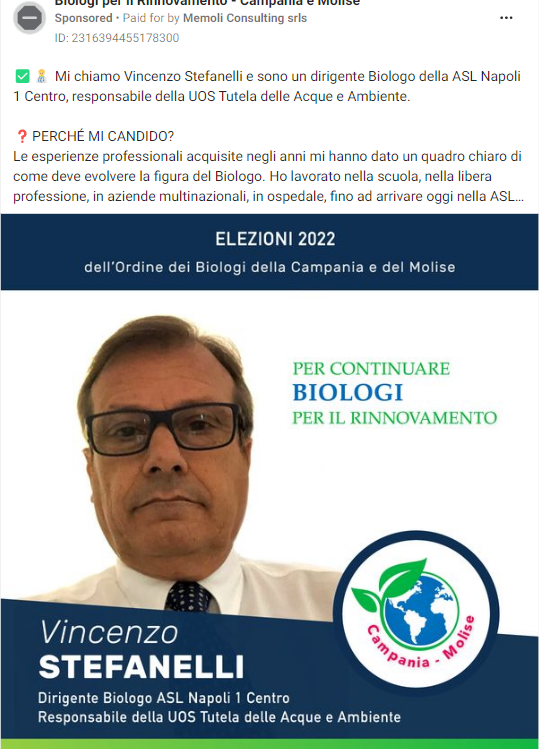 Biologi per il Rinnovamento - Campania e Molise
Sponsored • Paid for by Memoli Consulting srls
ID: 2316394455178300
Mi chiamo Vincenzo Stefanelli e sono un dirigente Biologo della ASL Napoli
1 Centro, responsabile della UOS Tutela delle Acque e Ambiente.
❓ PERCHÉ MI CANDIDO?
Le esperienze professionali acquisite negli anni mi hanno dato un quadro chiaro di
come deve evolvere la figura del Biologo. Ho lavorato nella scuola, nella libera
professione, in aziende multinazionali, in ospedale, fino ad arrivare oggi nella ASL...
ELEZIONI 2022
dell'Ordine dei Biologi della Campania e del Molise
PER CONTINUARE
BIOLOGI
PER IL RINNOVAMENTO
Campania - Molise
Vincenzo
STEFANELLI
Dirigente Biologo ASL Napoli 1 Centro
Responsabile della UOS Tutela delle Acque e Ambiente